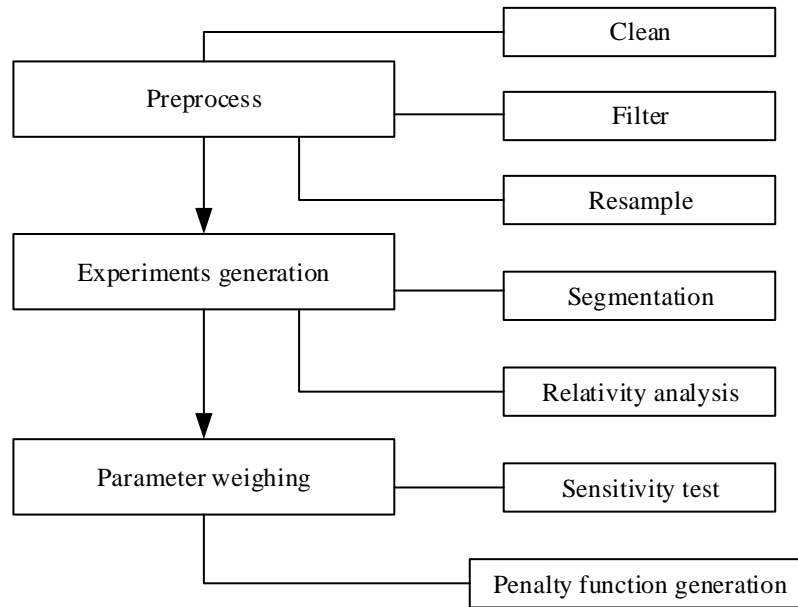 Clean
Preprocess
Filter
Resample
Experiments generation
Segmentation
Relativity analysis
Parameter weighing
Sensitivity test
Penalty function generation